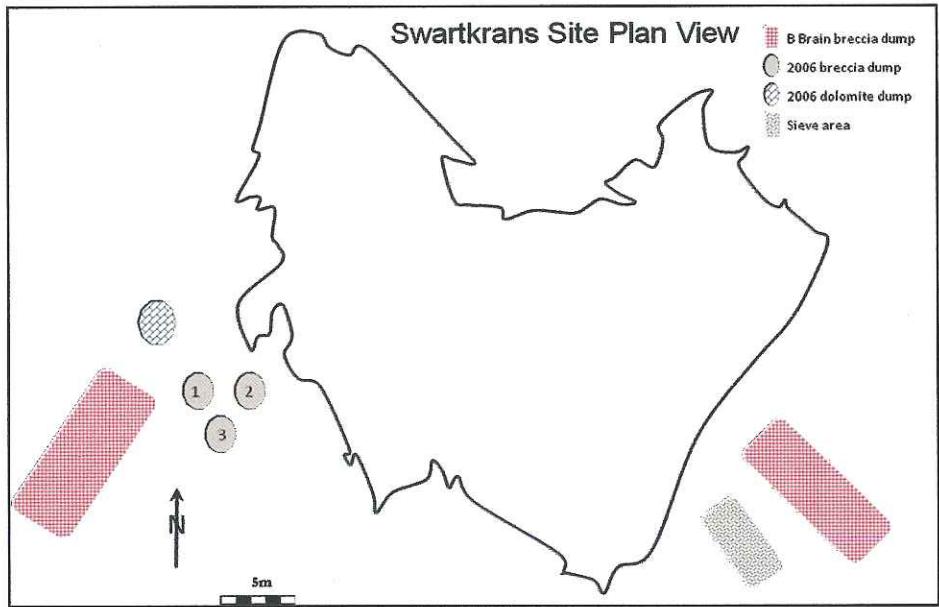 Swartkrans Site Plan View
B Brain breccia dump
2006 breccia dump
2006 dolomite dump
Sieve area
1
2
3
N
5m